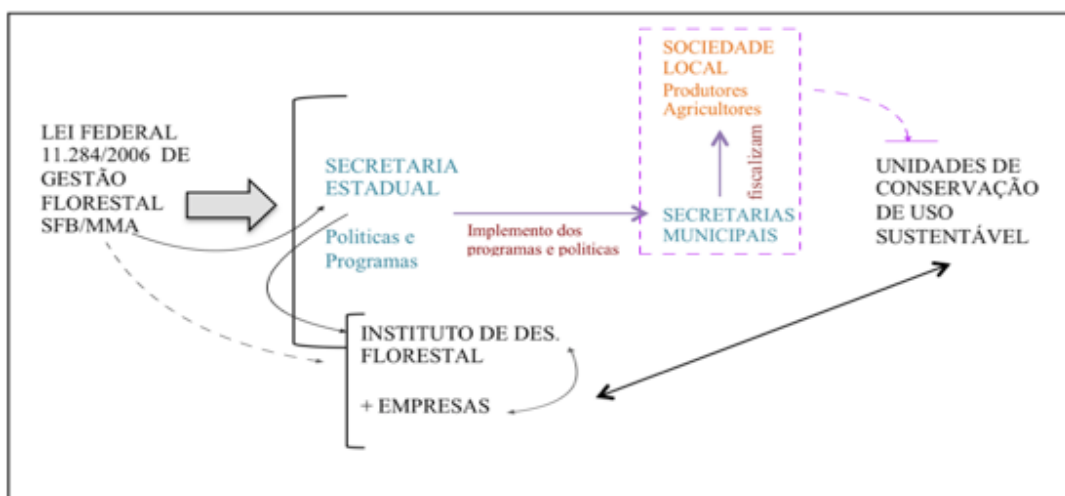 LEI FEDERAL
11.284/2006 DE
GESTÃO
FLORESTAL
SFB/MMA
SECRETARIA
ESTADUAL
Politicas e
Programas
Implemento dos
programas e politicas
SOCIEDADE
LOCAL
Produtores
Agricultores
fiscalizam
SECRETARIAS
MUNICIPAIS
UNIDADES DE
CONSERVAÇÃO
DE USO
SUSTENTÁVEL
INSTITUTO DE DES.
FLORESTAL
+ EMPRESAS